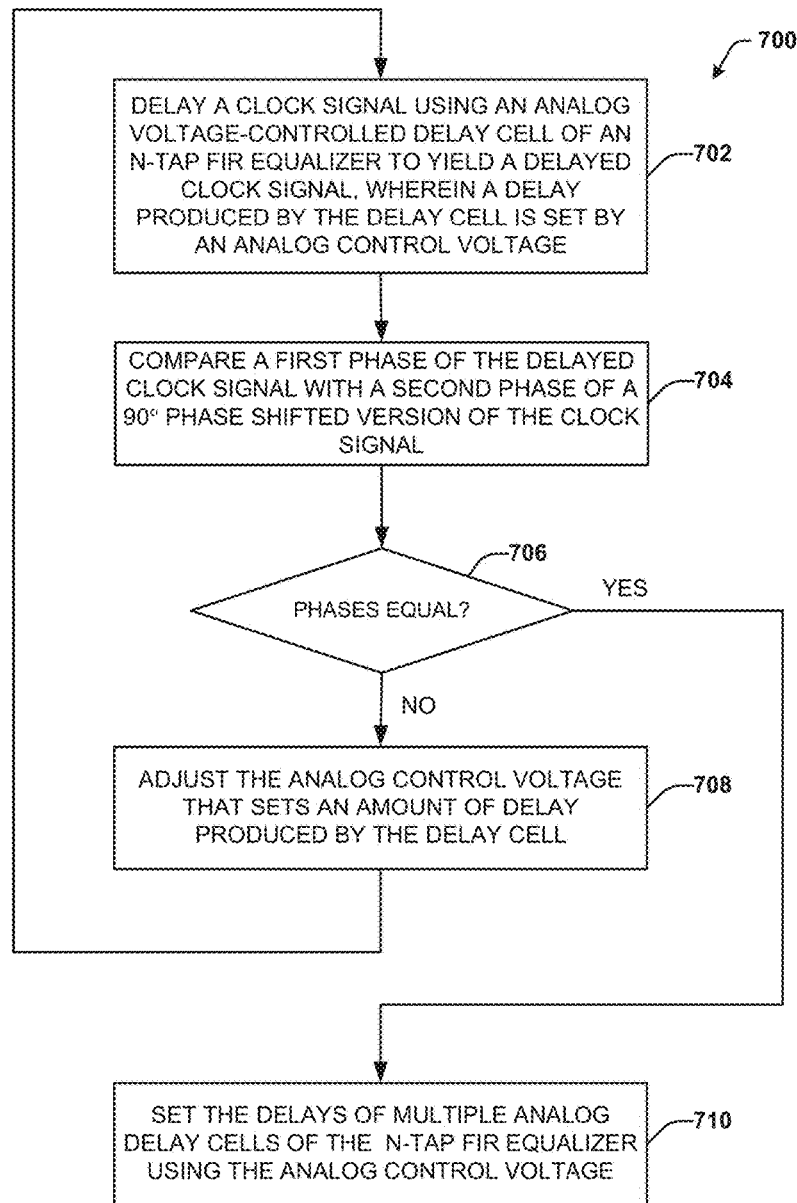 700
DELAY A CLOCK SIGNAL USING AN ANALOG
VOLTAGE-CONTROLLED DELAY CELL OF AN
N-TAP FIR EQUALIZER TO YIELD A DELAYED
CLOCK SIGNAL, WHEREIN A DELAY
PRODUCED BY THE DELAY CELL IS SET BY
AN ANALOG CONTROL VOLTAGE
702
COMPARE A FIRST PHASE OF THE DELAYED
CLOCK SIGNAL WITH A SECOND PHASE OF A
90° PHASE SHIFTED VERSION OF THE CLOCK
SIGNAL
704
706
PHASES EQUAL?
YES
NO
ADJUST THE ANALOG CONTROL VOLTAGE
THAT SETS AN AMOUNT OF DELAY
PRODUCED BY THE DELAY CELL
708
SET THE DELAYS OF MULTIPLE ANALOG
DELAY CELLS OF THE N-TAP FIR EQUALIZER
USING THE ANALOG CONTROL VOLTAGE
710